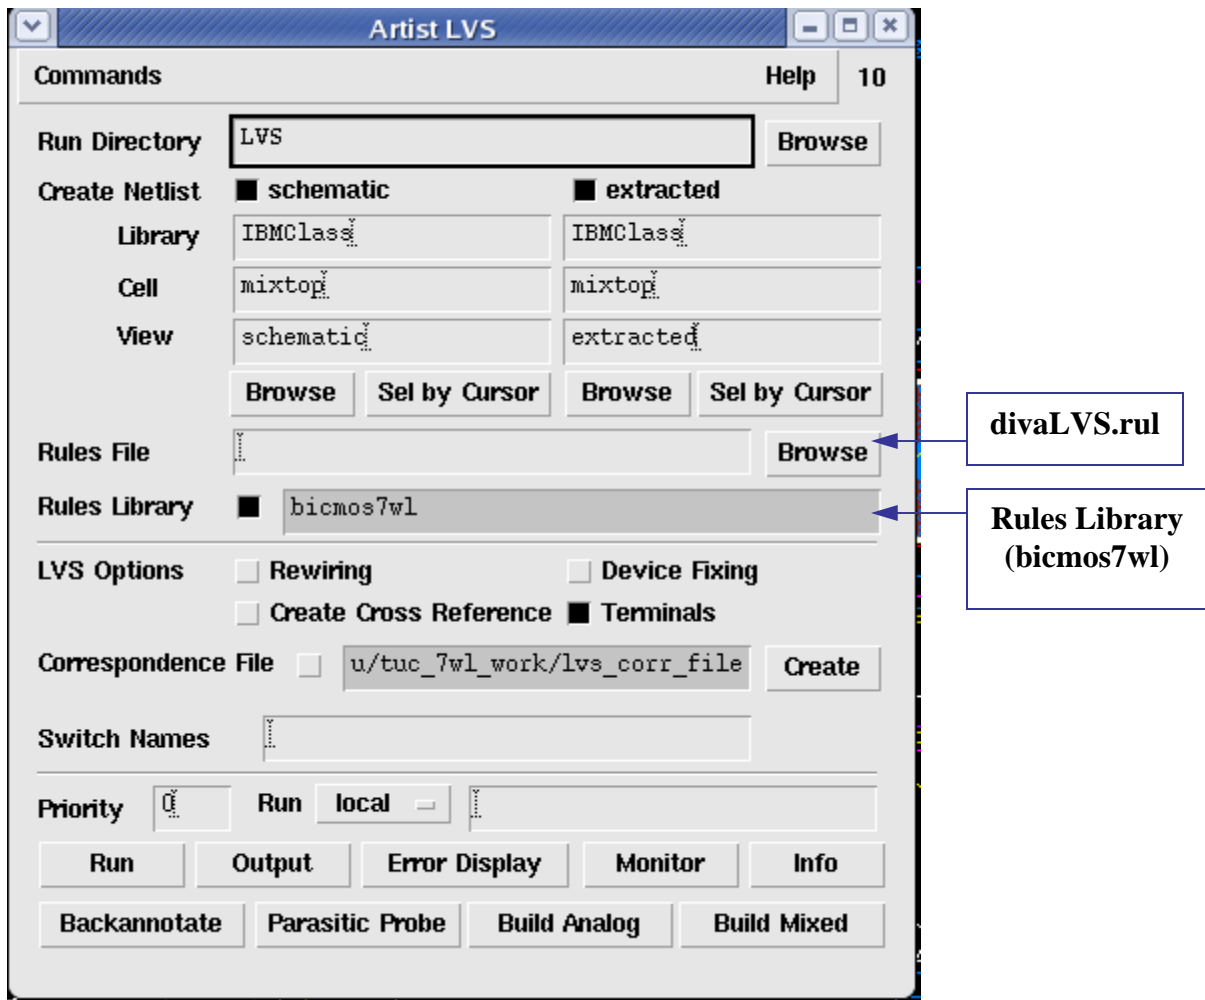 Artist LVS
Commands Help 10
Run Directory LVS Browse
Create Netlist schematic extracted
Library IBMClass IBMClass
Cell mixtop mixtop
View schematic extracted
Browse Sel by Cursor Browse Sel by Cursor
Rules File Browse
divaLVS.rul
Rules Library bicmos7wl
Rules Library
(bicmos7wl)
LVS Options Rewiring Device Fixing
Create Cross Reference Terminals
Correspondence File u/tuc_7wl_work/lvs_corr_file Create
Switch Names
Priority 0 Run local
Run Output Error Display Monitor Info
Backannotate Parasitic Probe Build Analog Build Mixed